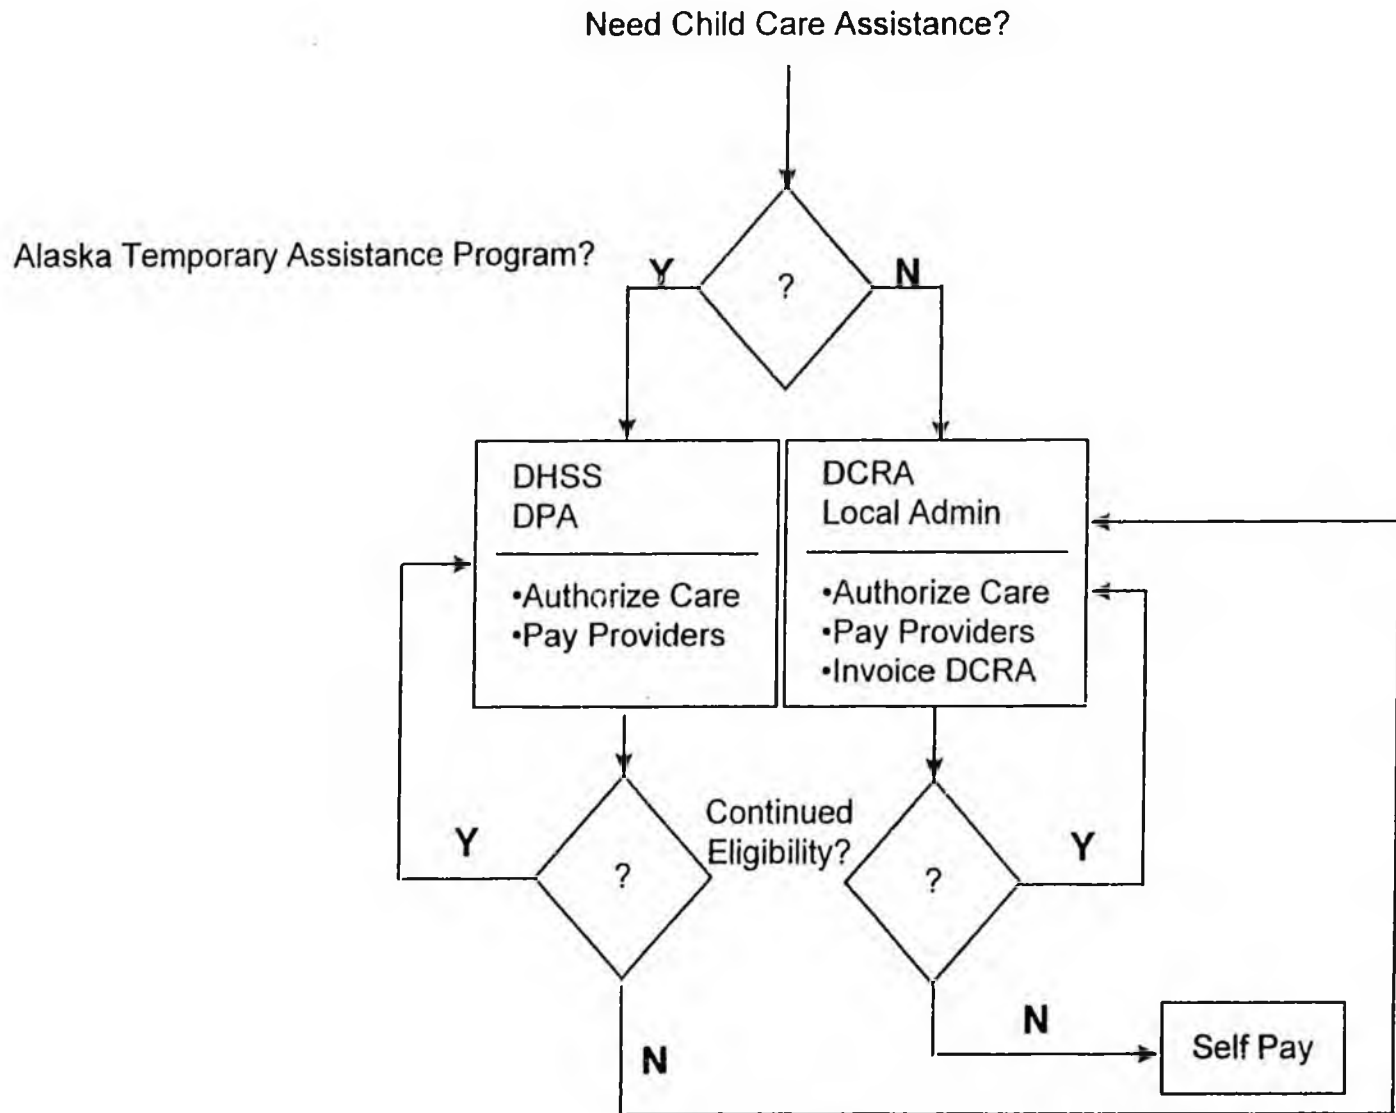 Need Child Care Assistance?
Alaska Temporary Assistance Program?
Y
?
N
DHSS
DPA
•Authorize Care
•Pay Providers
DCRA
Local Admin
•Authorize Care
•Pay Providers
•Invoice DCRA
Y
?
Continued
Eligibility?
?
Y
N
N
Self Pay